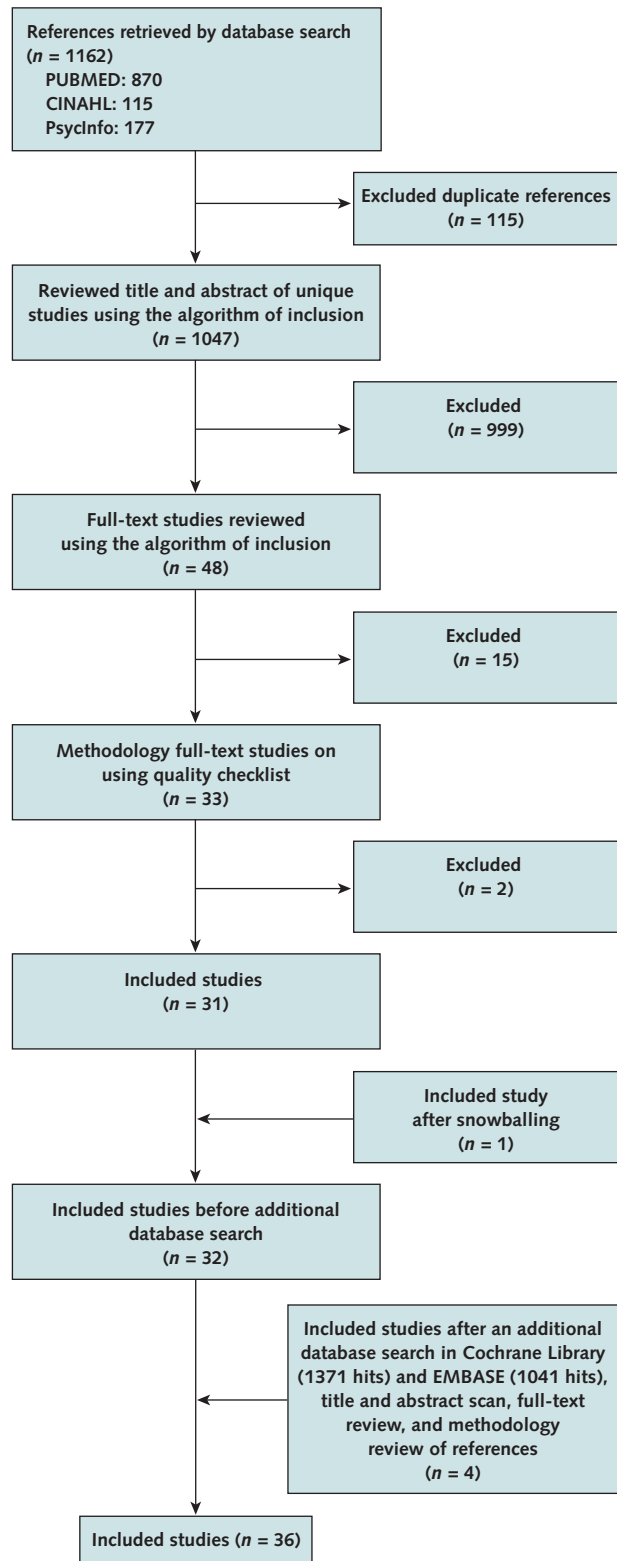 References retrieved by database search
(n = 1162)
PUBMED: 870
CINAHL: 115
PsycInfo: 177
Excluded duplicate references
(n = 115)
Reviewed title and abstract of unique
studies using the algorithm of inclusion
(n = 1047)
Excluded
(n = 999)
Full-text studies reviewed
using the algorithm of inclusion
(n = 48)
Excluded
(n = 15)
Methodology full-text studies on
using quality checklist
(n = 33)
Excluded
(n = 2)
Included studies
(n = 31)
Included study
after snowballing
(n = 1)
Included studies before additional
database search
(n = 32)
Included studies after an additional
database search in Cochrane Library
(1371 hits) and EMBASE (1041 hits),
title and abstract scan, full-text
review, and methodology
review of references
(n = 4)
Included studies (n = 36)